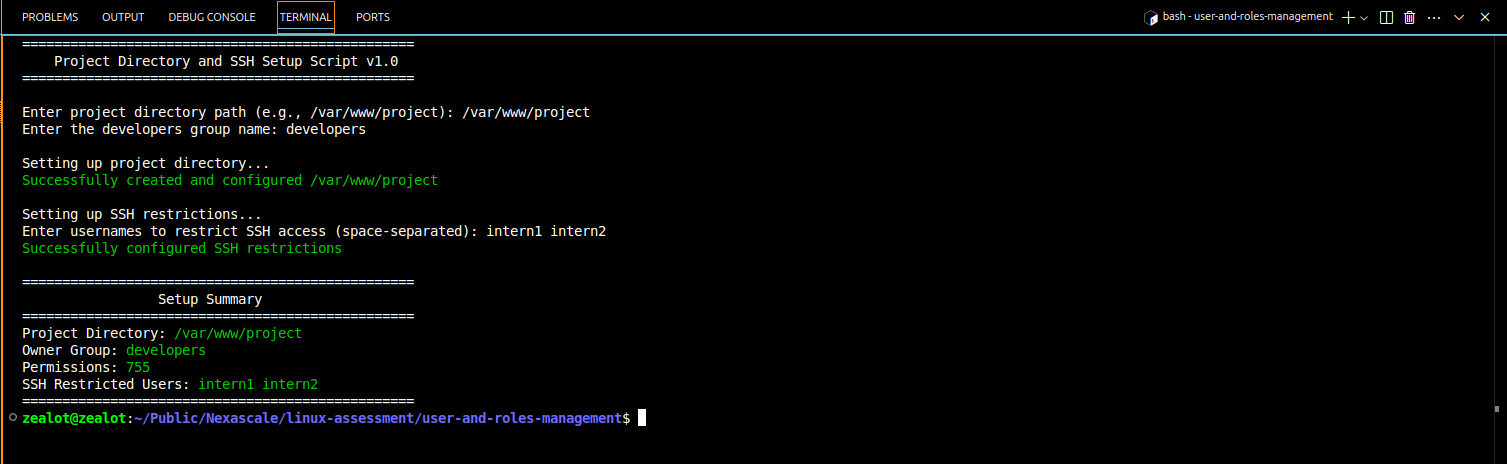 PROBLEMS OUTPUT DEBUG CONSOLE TERMINAL PORTS bash - user-and-roles-management
=================================================
Project Directory and SSH Setup Script v1.0
=================================================
Enter project directory path (e.g., /var/www/project): /var/www/project
Enter the developers group name: developers
Setting up project directory...
Successfully created and configured /var/www/project
Setting up SSH restrictions...
Enter usernames to restrict SSH access (space-separated): intern1 intern2
Successfully configured SSH restrictions
=================================================
Setup Summary
=================================================
Project Directory: /var/www/project
Owner Group: developers
Permissions: 755
SSH Restricted Users: intern1 intern2
=================================================
zealot@zealot:~/Public/Nexascale/linux-assessment/user-and-roles-management$